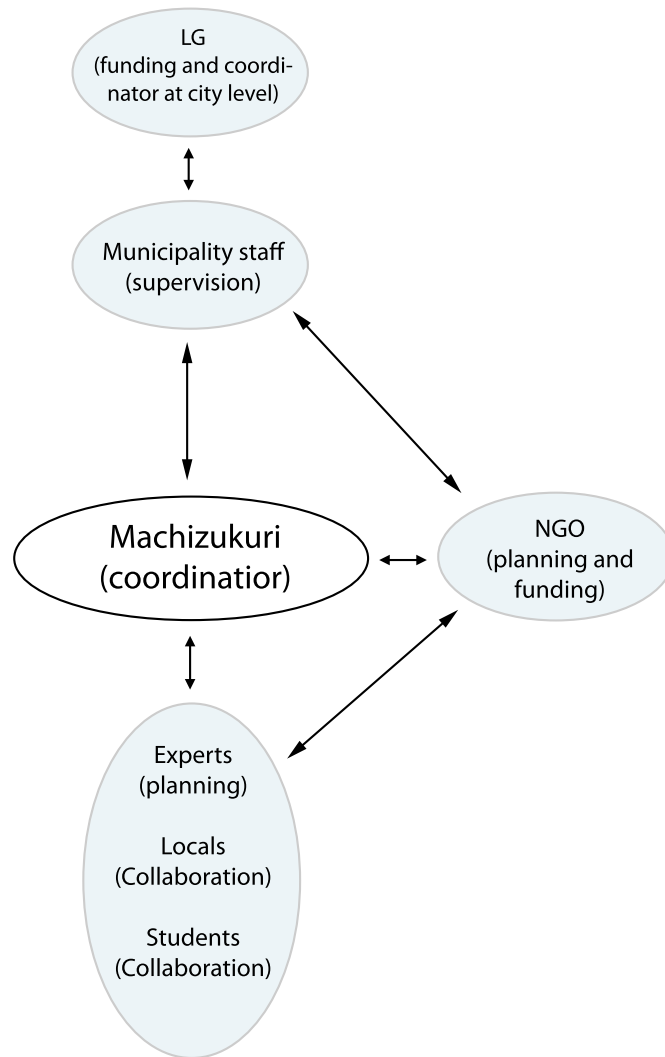 LG
(funding and coordi-
nator at city level)
Municipality staff
(supervision)
Machizukuri
(coordinatior)
NGO
(planning and
funding)
Experts
(planning)
Locals
(Collaboration)
Students
(Collaboration)